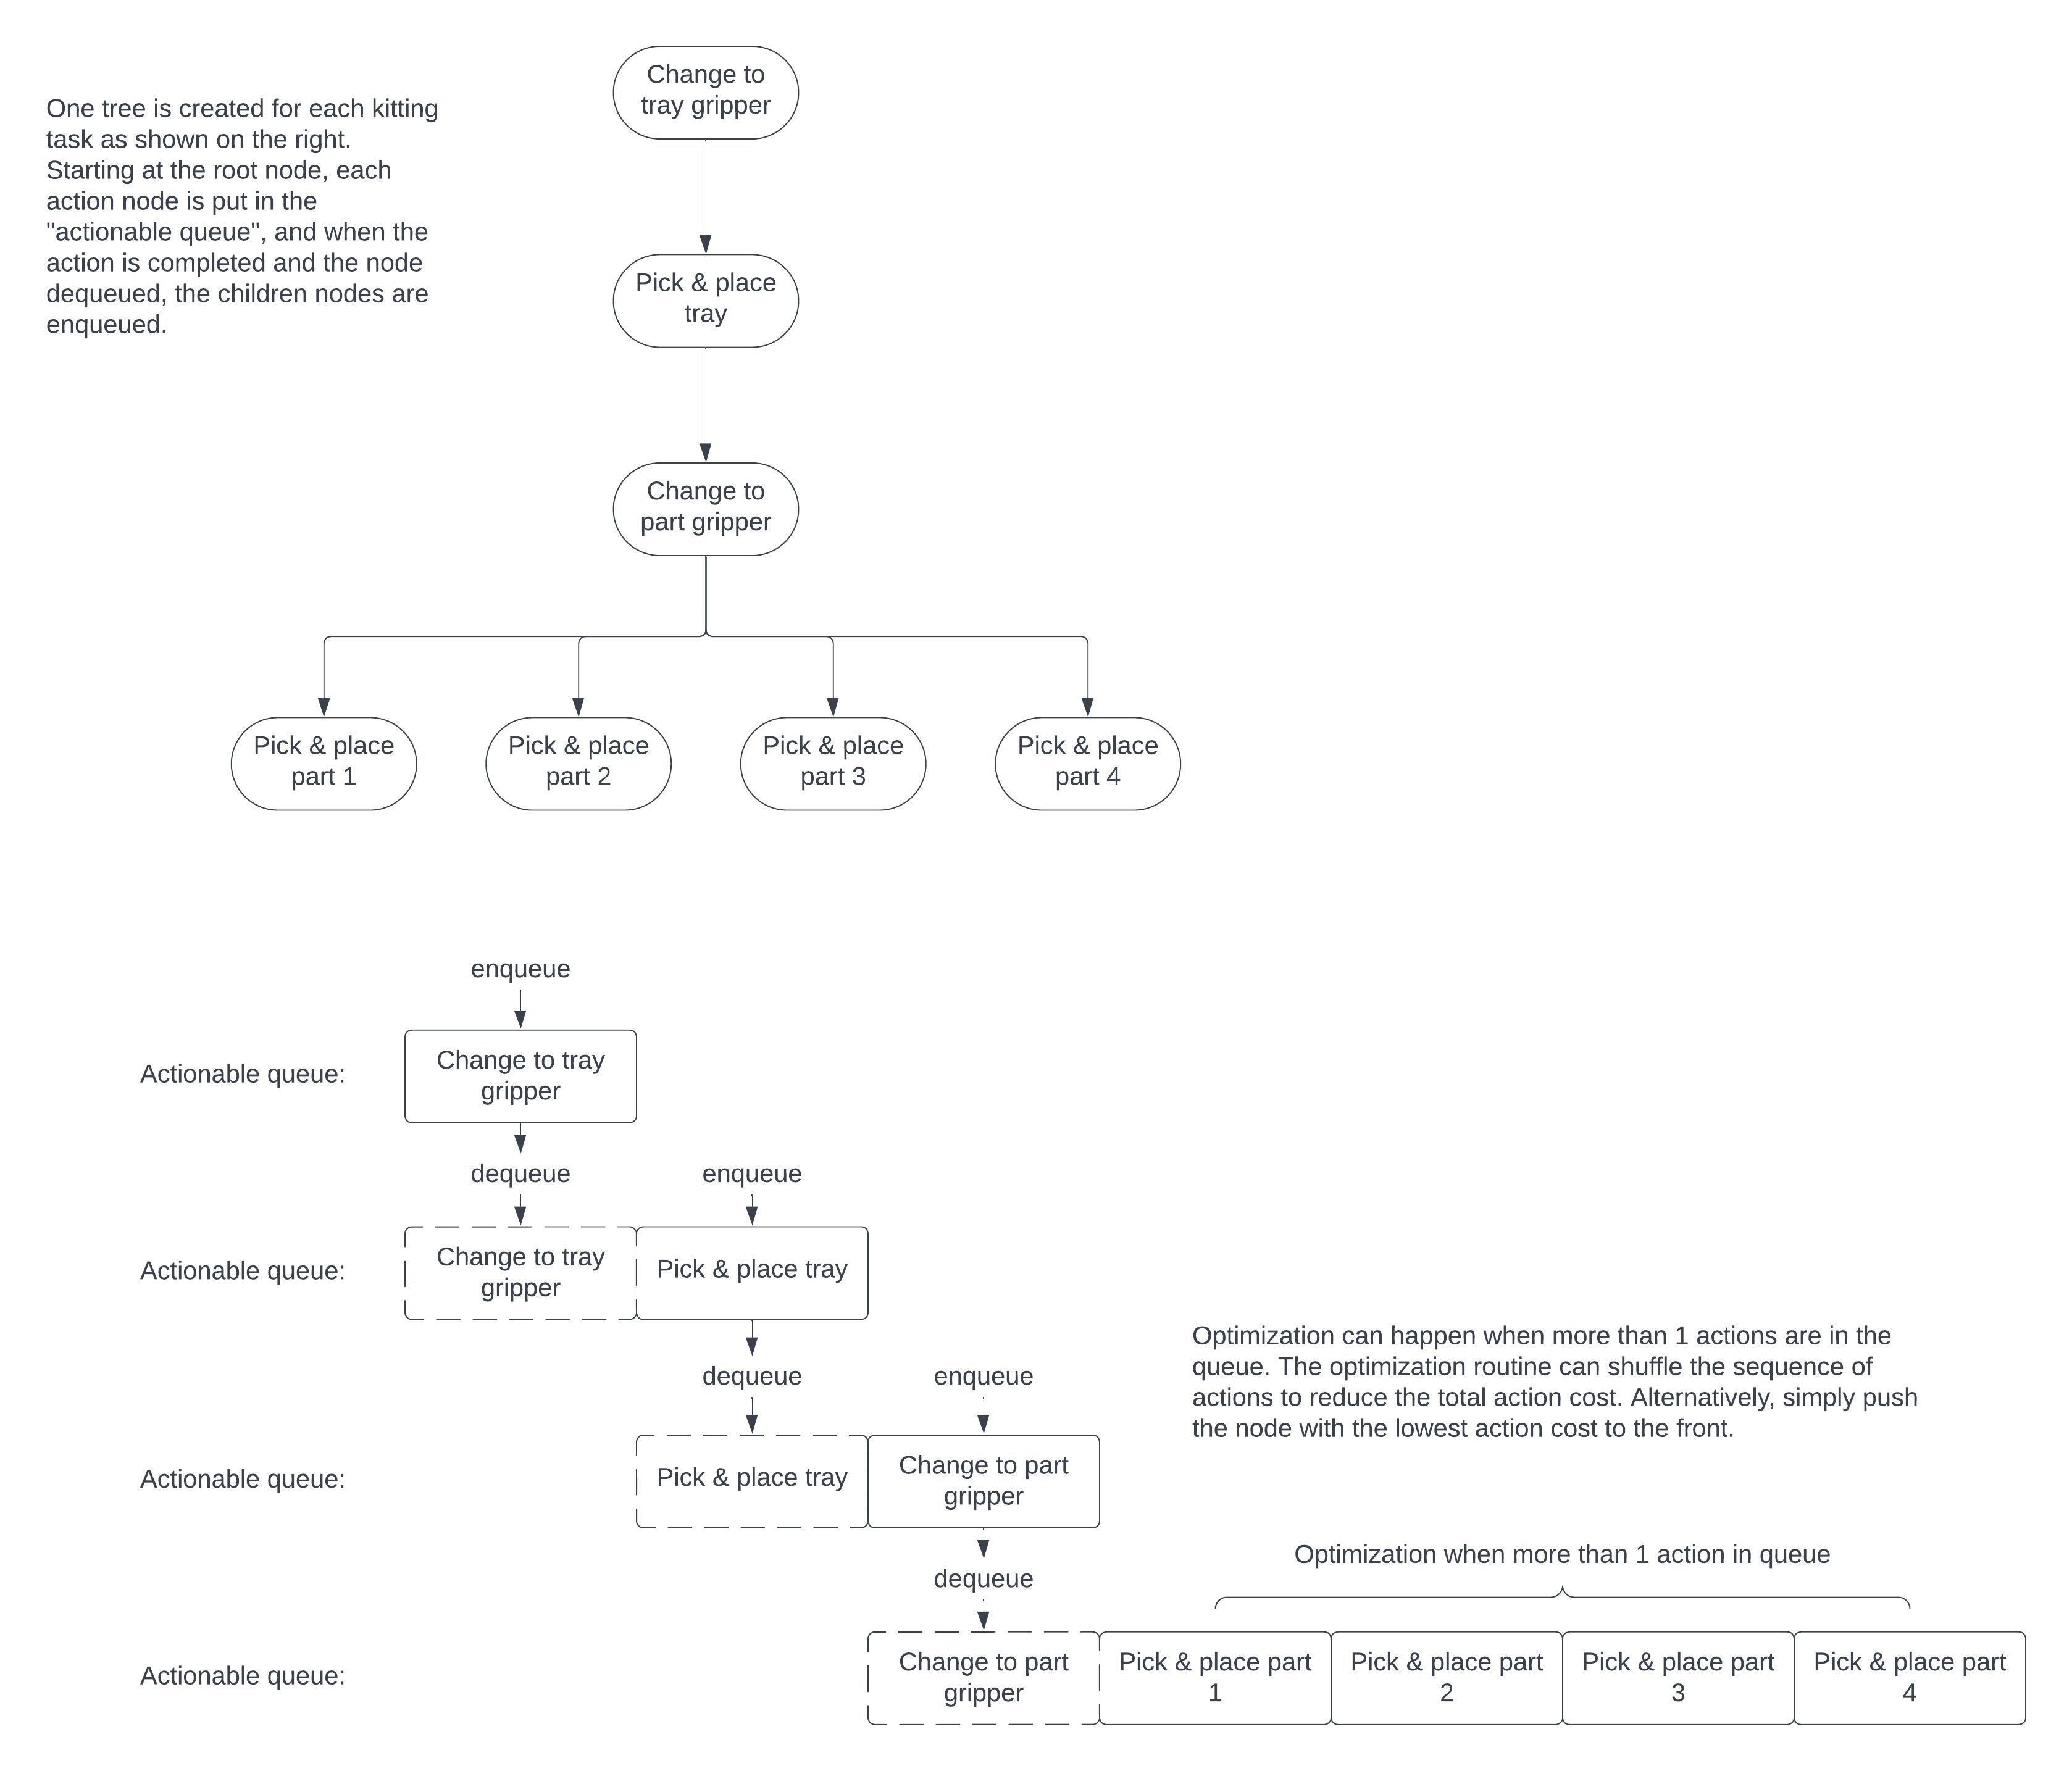 Change to
tray gripper
One tree is created for each kitting
task as shown on the right.
Starting at the root node, each
action node is put in the
"actionable queue", and when the
action is completed and the node
dequeued, the children nodes are
enqueued.
Pick & place
tray
Change to
part gripper
Pick & place
part 1
Pick & place
part 2
Pick & place
part 3
Pick & place
part 4
enqueue
Actionable queue:
Change to tray
gripper
dequeue
enqueue
Actionable queue:
Change to tray
gripper
Pick & place tray
Optimization can happen when more than 1 actions are in the
queue. The optimization routine can shuffle the sequence of
actions to reduce the total action cost. Alternatively, simply push
the node with the lowest action cost to the front.
dequeue
enqueue
Actionable queue:
Pick & place tray
Change to part
gripper
Optimization when more than 1 action in queue
dequeue
Actionable queue:
Change to part
gripper
Pick & place part
1
Pick & place part
2
Pick & place part
3
Pick & place part
4